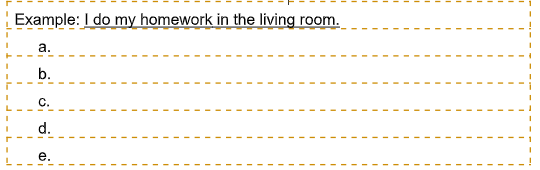 Example: I do my homework in the living room.
a.
b.
c.
d.
e.